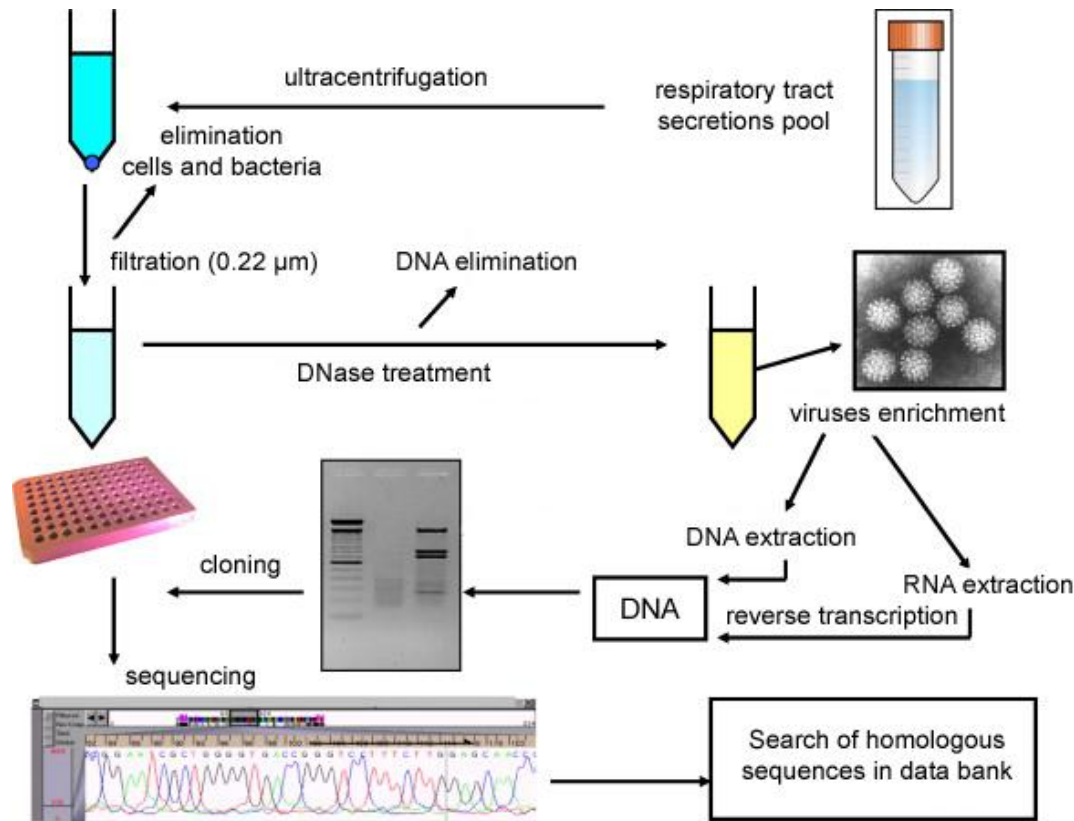 ultracentrifugation
respiratory tract
secretions pool
elimination
cells and bacteria
filtration (0.22 µm)
DNA elimination
DNase treatment
viruses enrichment
DNA extraction
RNA extraction
reverse transcription
DNA
cloning
sequencing
Search of homologous
sequences in data bank